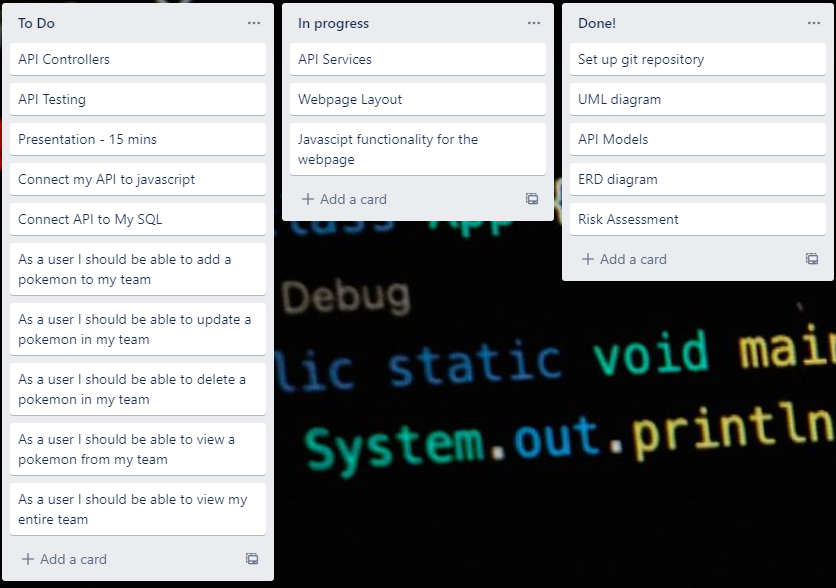 To Do
API Controllers
API Testing
Presentation - 15 mins
Connect my API to javascript
Connect API to My SQL
As a user I should be able to add a
pokemon to my team
As a user I should be able to update a
pokemon in my team
As a user I should be able to delete a
pokemon in my team
As a user I should be able to view a
pokemon from my team
As a user I should be able to view my
entire team
+ Add a card
In progress
API Services
Webpage Layout
Javascipt functionality for the
webpage
+ Add a card
Done!
Set up git repository
UML diagram
API Models
ERD diagram
Risk Assessment
+ Add a card
class App
Debug
lic static void main
System.out.println